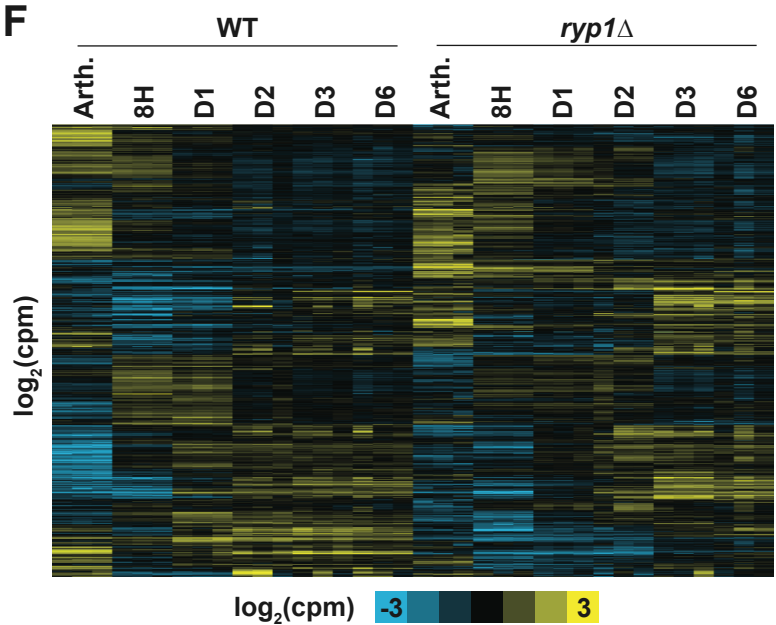 F
WT ryp1Δ
Arth. 8H D1 D2 D3 D6 Arth. 8H D1 D2 D3 D6
log2(cpm)
log2(cpm) -3 3